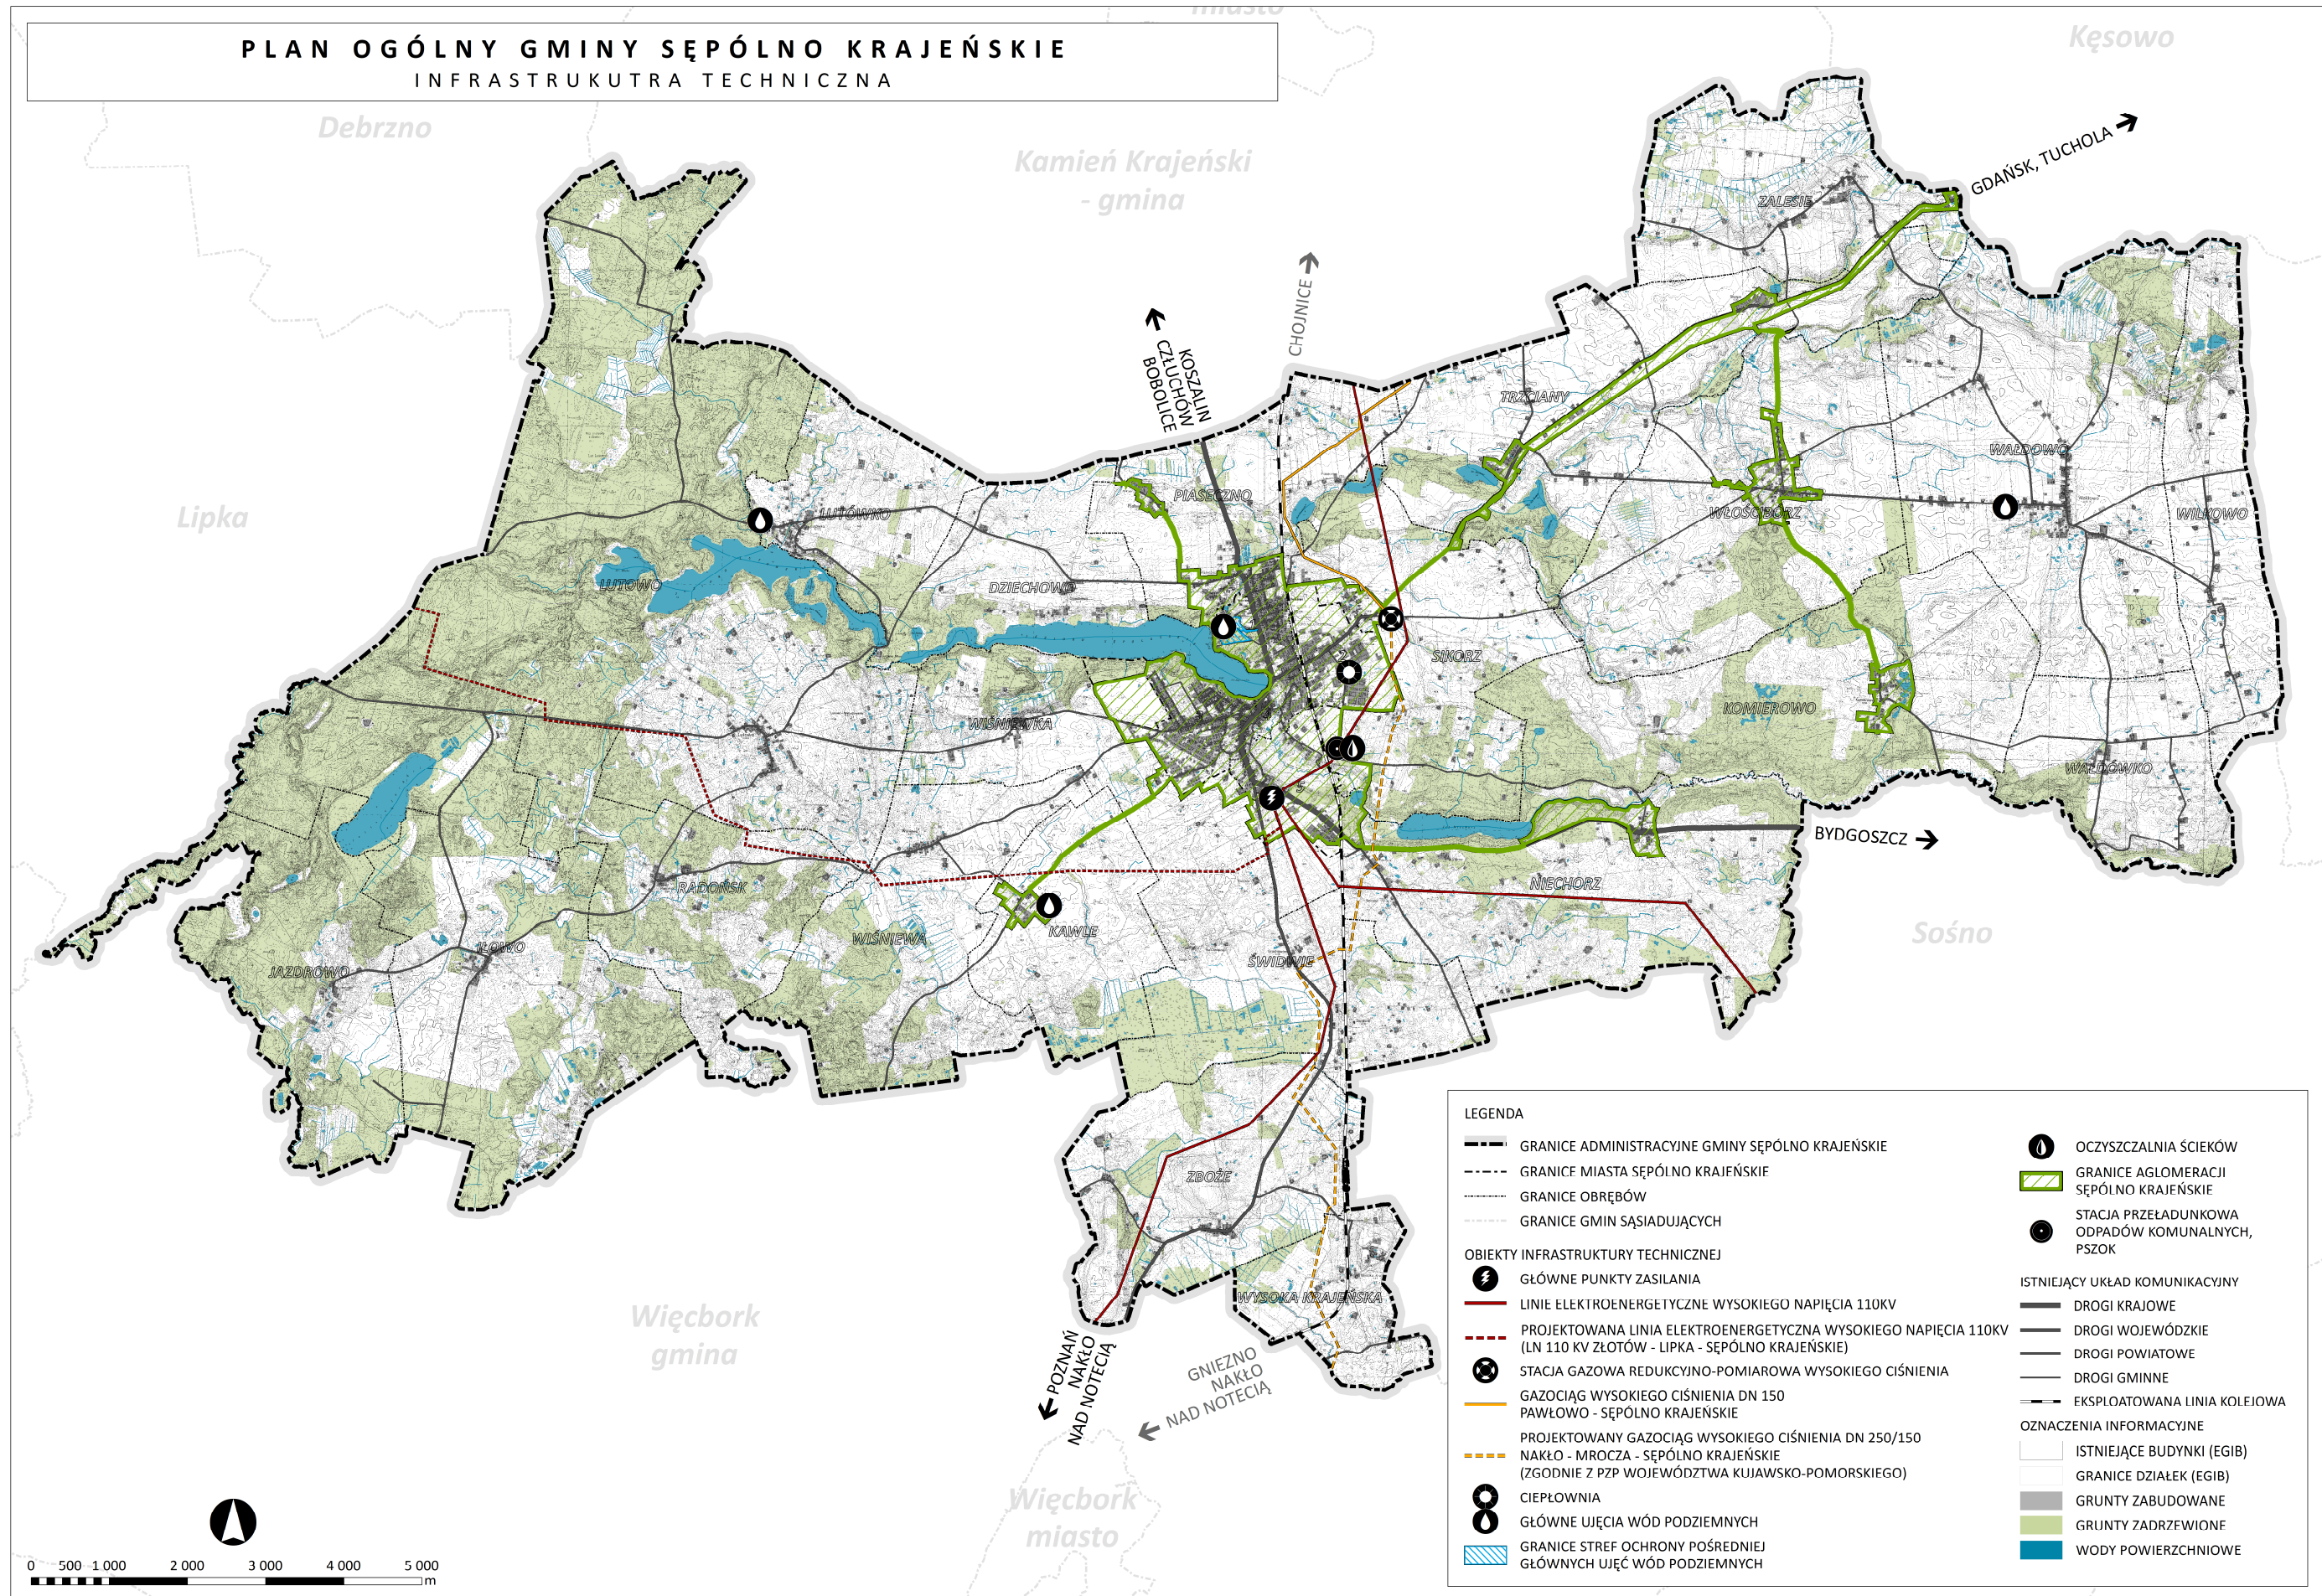 PLAN OGÓLNY GMINY SĘPÓLNO KRAJEŃSKIE
INFRASTRUKUTRA TECHNICZNA
miasto
Kęsowo
Debrzno
Kamień Krajeński
- gmina
GDAŃSK, TUCHOLA
ZALESIE
CHOJNICE
KOSZALIN
CZŁUCHÓW
BOBOLICE
TRZCIANY
WAŁDOWO
Lipka
LUTÓWKO
PIASECZNO
WŁOŚCIBÓRZ
WILKOWO
LUTOWO
DZIECHOWO
SIKORZ
WIŚNIEWKA
KOMIEROWO
WAŁDÓWKO
BYDGOSZCZ
RADOŃSK
NIECHORZ
WIŚNIEWA
KAWLE
Sośno
IŁOWO
JAZDROWO
ŚWIDWIE
ZBOŻE
WYSOKA KRAJEŃSKA
Więcbork
gmina
POZNAŃ
NAKŁO
NAD NOTECIĄ
GNIEZNO
NAKŁO
NAD NOTECIĄ
Więcbork
miasto
0 500 1 000 2 000 3 000 4 000 5 000
m
LEGENDA
GRANICE ADMINISTRACYJNE GMINY SĘPÓLNO KRAJEŃSKIE
GRANICE MIASTA SĘPÓLNO KRAJEŃSKIE
GRANICE OBRĘBÓW
GRANICE GMIN SĄSIADUJĄCYCH
OBIEKTY INFRASTRUKTURY TECHNICZNEJ
GŁÓWNE PUNKTY ZASILANIA
LINIE ELEKTROENERGETYCZNE WYSOKIEGO NAPIĘCIA 110KV
PROJEKTOWANA LINIA ELEKTROENERGETYCZNA WYSOKIEGO NAPIĘCIA 110KV
(LN 110 KV ZŁOTÓW - LIPKA - SĘPÓLNO KRAJEŃSKIE)
STACJA GAZOWA REDUKCYJNO-POMIAROWA WYSOKIEGO CIŚNIENIA
GAZOCIĄG WYSOKIEGO CIŚNIENIA DN 150
PAWŁOWO - SĘPÓLNO KRAJEŃSKIE
PROJEKTOWANY GAZOCIĄG WYSOKIEGO CIŚNIENIA DN 250/150
NAKŁO - MROCZA - SĘPÓLNO KRAJEŃSKIE
(ZGODNIE Z PZP WOJEWÓDZTWA KUJAWSKO-POMORSKIEGO)
CIEPŁOWNIA
GŁÓWNE UJĘCIA WÓD PODZIEMNYCH
GRANICE STREF OCHRONY POŚREDNIEJ
GŁÓWNYCH UJĘĆ WÓD PODZIEMNYCH
OCZYSZCZALNIA ŚCIEKÓW
GRANICE AGLOMERACJI
SĘPÓLNO KRAJEŃSKIE
STACJA PRZEŁADUNKOWA
ODPADÓW KOMUNALNYCH,
PSZOK
ISTNIEJĄCY UKŁAD KOMUNIKACYJNY
DROGI KRAJOWE
DROGI WOJEWÓDZKIE
DROGI POWIATOWE
DROGI GMINNE
EKSPLOATOWANA LINIA KOLEJOWA
OZNACZENIA INFORMACYJNE
ISTNIEJĄCE BUDYNKI (EGIB)
GRANICE DZIAŁEK (EGIB)
GRUNTY ZABUDOWANE
GRUNTY ZADRZEWIONE
WODY POWIERZCHNIOWE